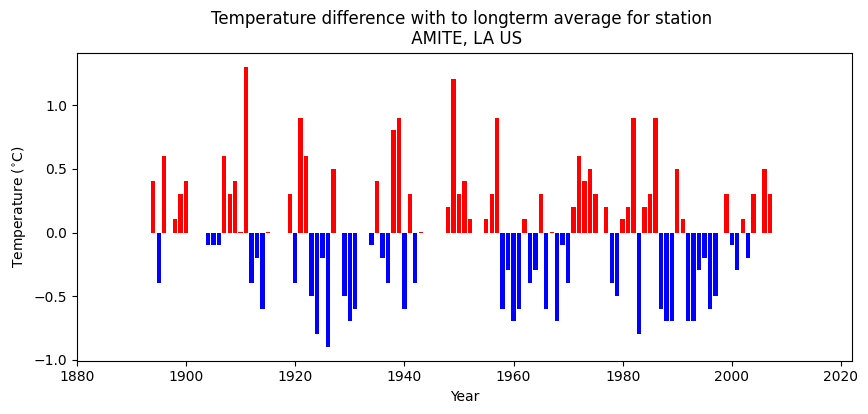 Temperature difference with to longterm average for station
AMITE, LA US
Temperature (°C)
1.0
0.5
0.0
−0.5
−1.0
1880 1900 1920 1940 1960 1980 2000 2020
Year